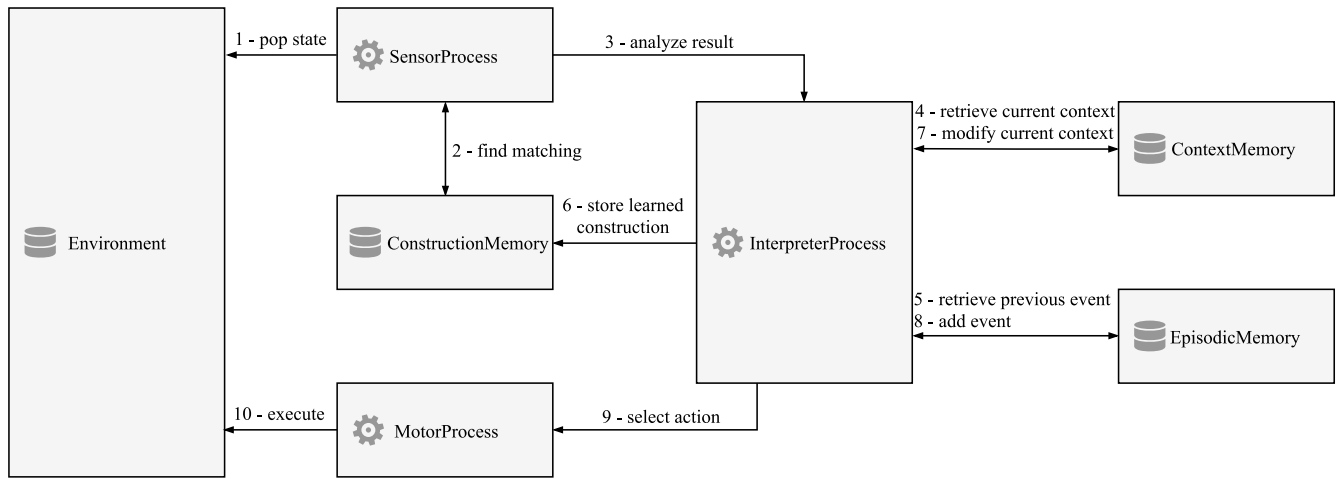 1 - pop state
SensorProcess
3 - analyze result
4 - retrieve current context
7 - modify current context
ContextMemory
2 - find matching
Environment
ConstructionMemory
6 - store learned
construction
InterpreterProcess
5 - retrieve previous event
8 - add event
EpisodicMemory
10 - execute
MotorProcess
9 - select action